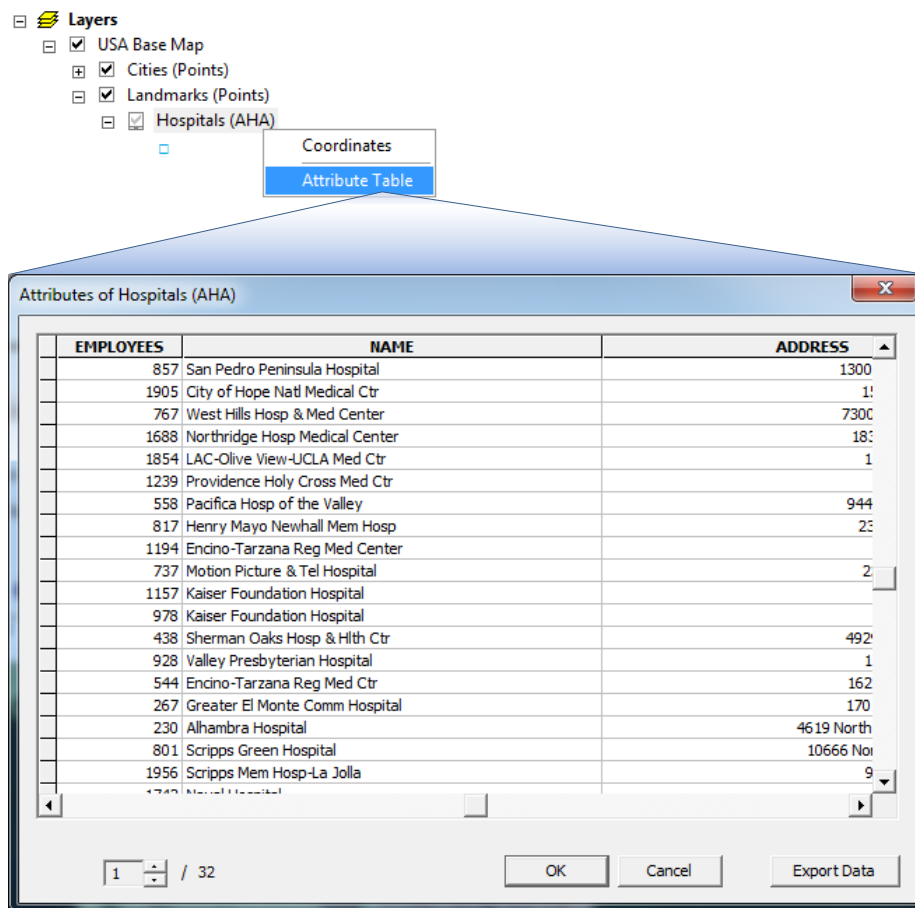 Layers
USA Base Map
Cities (Points)
Landmarks (Points)
Hospitals (AHA)
Coordinates
Attribute Table
Attributes of Hospitals (AHA)
EMPLOYEES NAME ADDRESS
857 San Pedro Peninsula Hospital 1300
1905 City of Hope Natl Medical Ctr
767 West Hills Hosp & Med Center 7300
1688 Northridge Hosp Medical Center 183
1854 LAC-Olive View-UCLA Med Ctr 1
1239 Providence Holy Cross Med Ctr
558 Pacifica Hosp of the Valley 944
817 Henry Mayo Newhall Mem Hosp 23
1194 Encino-Tarzana Reg Med Center
737 Motion Picture & Tel Hospital 2
1157 Kaiser Foundation Hospital
978 Kaiser Foundation Hospital
438 Sherman Oaks Hosp & Hlth Ctr 4929
928 Valley Presbyterian Hospital 1
544 Encino-Tarzana Reg Med Ctr 162
267 Greater El Monte Comm Hospital 170
230 Alhambra Hospital 4619 North
801 Scripps Green Hospital 10666 Nor
1956 Scripps Mem Hosp-La Jolla 9
1 / 32 OK Cancel Export Data